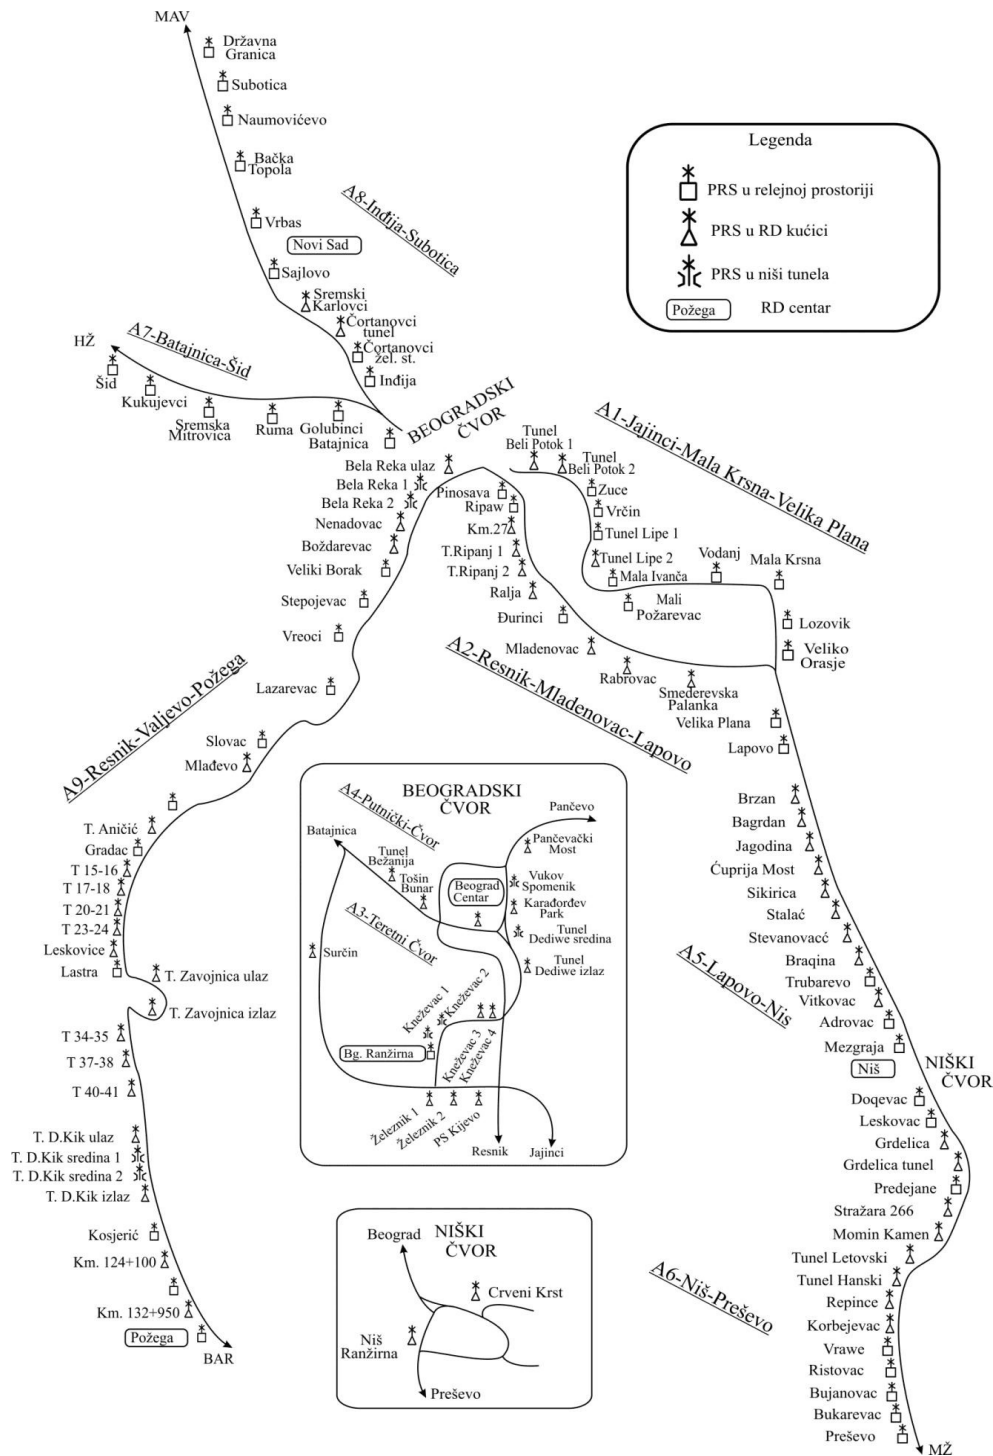 MAV
Državna
Granica
Subotica
Naumovićevo
Bačka
Topola
Vrbas
Novi Sad
Sajlovo
Sremski
Karlovci
Čortanovci
tunel
Čortanovci
žel. st.
Inđija
A8-Inđija-Subotica
Legenda
PRS u relejnoj prostoriji
PRS u RD kućici
PRS u niši tunela
Požega
RD centar
A7-Batajnica-Šid
HŽ
Šid
Kukujevci
Sremska
Mitrovica
Ruma
Golubinci
Batajnica
BEOGRADSKI
ČVOR
A1-Jajinci-Mala Krsna-Velika Plana
Tunel
Beli Potok 1
Tunel
Beli Potok 2
Zuce
Vrčin
Tunel Lipe 1
Tunel Lipe 2
Mala Ivanča
Mali
Požarevac
Vodanj
Mala Krsna
Lozovik
Veliko
Orasje
Bela Reka ulaz
Bela Reka 1
Bela Reka 2
Nenadovac
Boždarevac
Veliki Borak
Stepojevac
Vreoci
Lazarevac
Slovac
Mlađevo
A9-Resnik-Valjevo-Požega
Pinosava
Ripaw
Km.27
T.Ripanj 1
T.Ripanj 2
Ralja
Đurinci
Mladenovac
Rabrovac
Smederevska
Palanka
Velika Plana
Lapovo
A2-Resnik-Mladenovac-Lapovo
T. Aničić
Gradac
T 15-16
T 17-18
T 20-21
T 23-24
Leskovice
Lastra
T. Zavojnica ulaz
T. Zavojnica izlaz
T 34-35
T 37-38
T 40-41
T. D.Kik ulaz
T. D.Kik sredina 1
T. D.Kik sredina 2
T. D.Kik izlaz
Kosjerić
Km. 124+100
Km. 132+950
Požega
BAR
BEOGRADSKI
ČVOR
A4-Putnički-Čvor
Batajnica
Pančevo
Tunel
Bežanija
Tošin
Bunar
Beograd
Centar
Pančevački
Most
Vukov
Spomenik
Karađorđev
Park
Tunel
Dediwe sredina
Tunel
Dediwe izlaz
A3-Teretni Čvor
Surčin
Kneževac 1
Kneževac 2
Bg. Ranžirna
Kneževac 3
Kneževac 4
Železnik 1
Železnik 2
PS Kijevo
Resnik
Jajinci
Brzan
Bagrdan
Jagodina
Ćuprija Most
Sikirica
Stalać
Stevanovacć
Braqina
Trubarevo
Vitkovac
Adrovac
Mezgraja
A5-Lapovo-Nis
Niš
NIŠKI
ČVOR
Doqevac
Leskovac
Grdelica
Grdelica tunel
Predejane
Stražara 266
Momin Kamen
Tunel Letovski
Tunel Hanski
Repince
Korbejevac
Vrawe
Ristovac
Bujanovac
Bukarevac
Preševo
A6-Niš-Preševo
MŽ
Beograd
NIŠKI
ČVOR
Crveni Krst
Niš
Ranžirna
Preševo